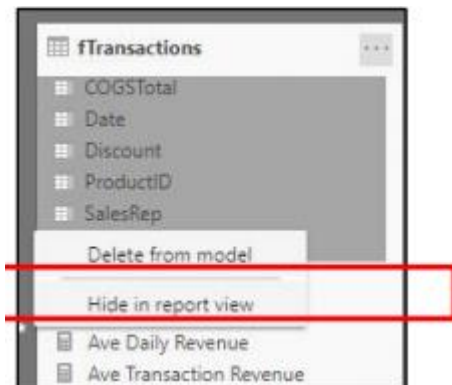 fTransactions
COGSTotal
Date
Discount
ProductID
SalesRep
Delete from model
Hide in report view
Ave Daily Revenue
Ave Transaction Revenue